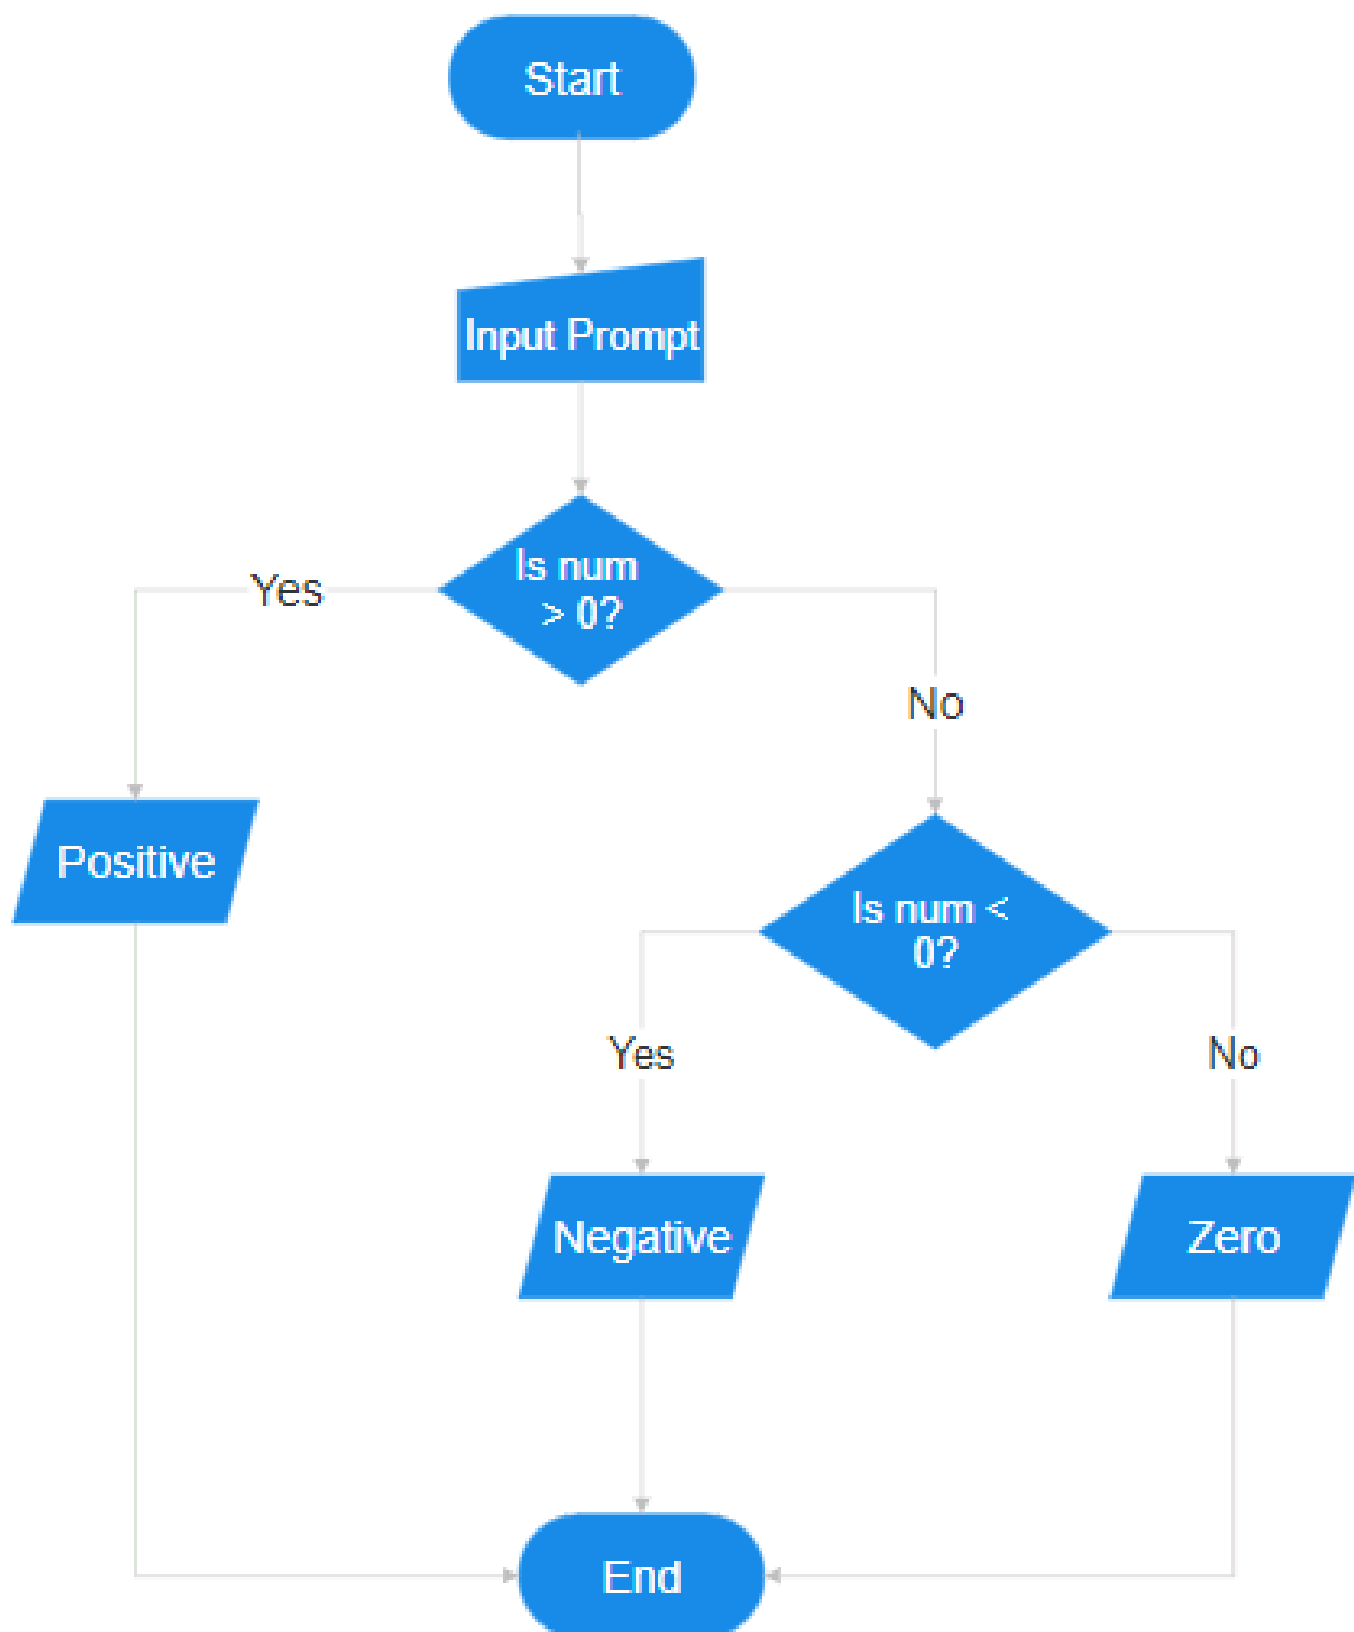 Start
Input Prompt
Is num
> 0?
Yes
No
Positive
Is num <
0?
Yes
No
Negative
Zero
End